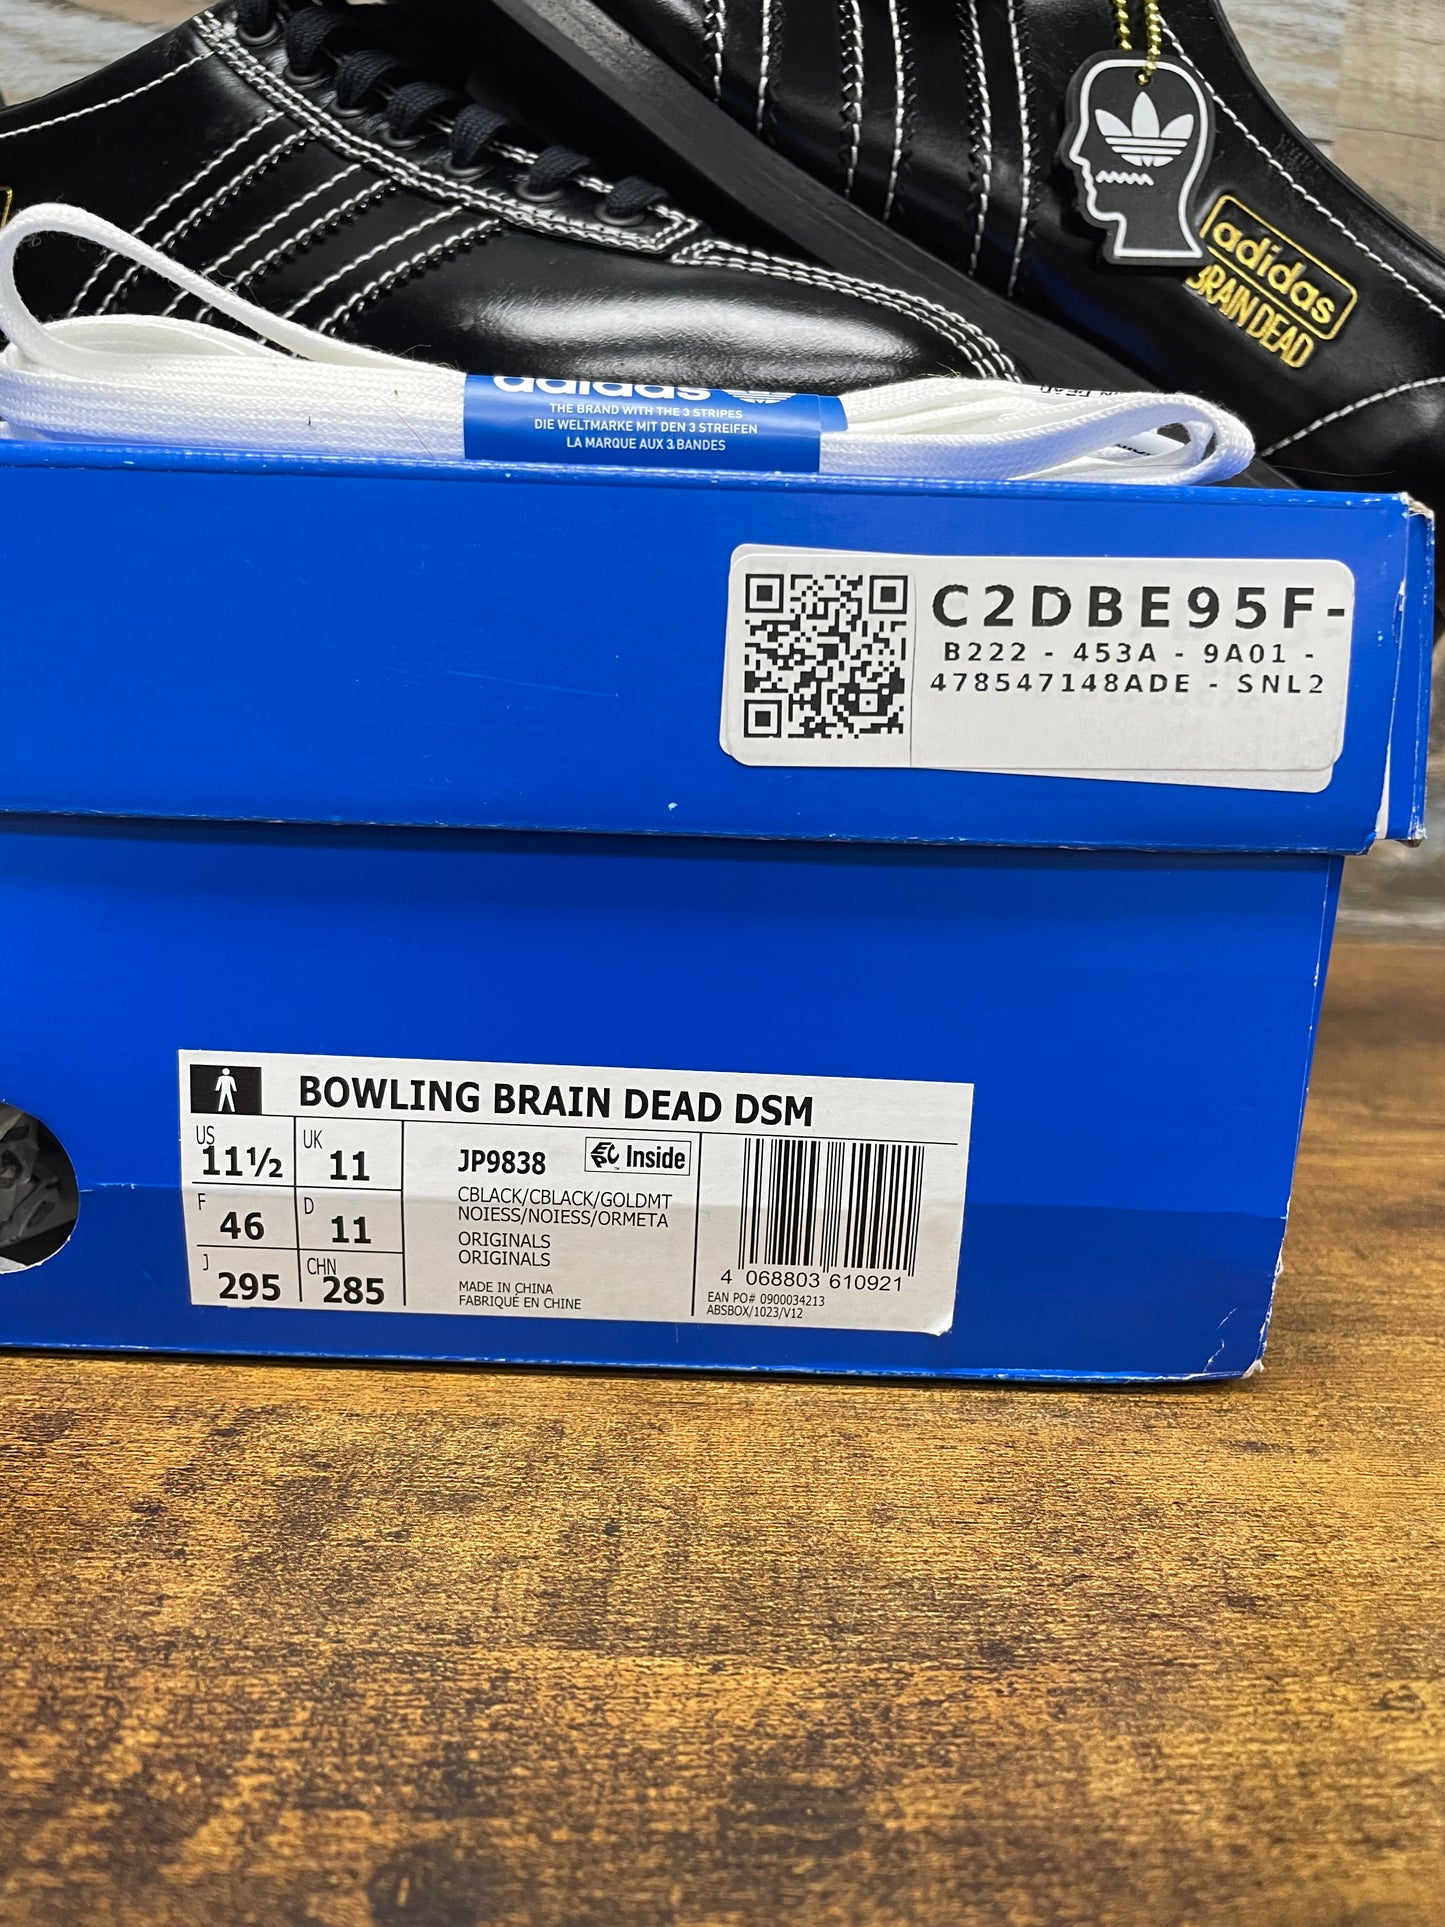 adidas
BRAIN DEAD
adidas
THE BRAND WITH THE 3 STRIPES
DIE WELTMARKE MIT DEN 3 STREIFEN
LA MARQUE AUX 3 BANDES
C2DBE95F-
B222 - 453A - 9A01 -
478547148ADE - SNL2
BOWLING BRAIN DEAD DSM
US 11½ UK 11
F 46 D 11
J 295 CHN 285
JP9838
EPC Inside
CBLACK/CBLACK/GOLDMT
NOIESS/NOIESS/ORMETA
ORIGINALS
ORIGINALS
MADE IN CHINA
FABRIQUÉ EN CHINE
4 068803 610921
EAN PO# 0900034213
ABSBOX/1023/V12